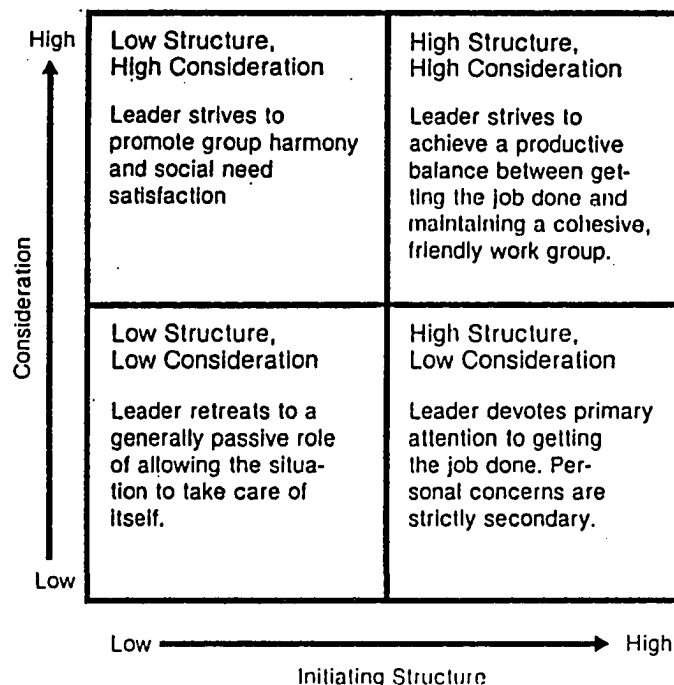 High
Low Structure,
High Consideration
Leader strives to
promote group harmony
and social need
satisfaction
High Structure,
High Consideration
Leader strives to
achieve a productive
balance between get-
ting the job done and
maintaining a cohesive,
friendly work group.
Consideration
Low Structure,
Low Consideration
Leader retreats to a
generally passive role
of allowing the situa-
tion to take care of
itself.
High Structure,
Low Consideration
Leader devotes primary
attention to getting
the job done. Per-
sonal concerns are
strictly secondary.
Low
Low
High
Initiating Structure